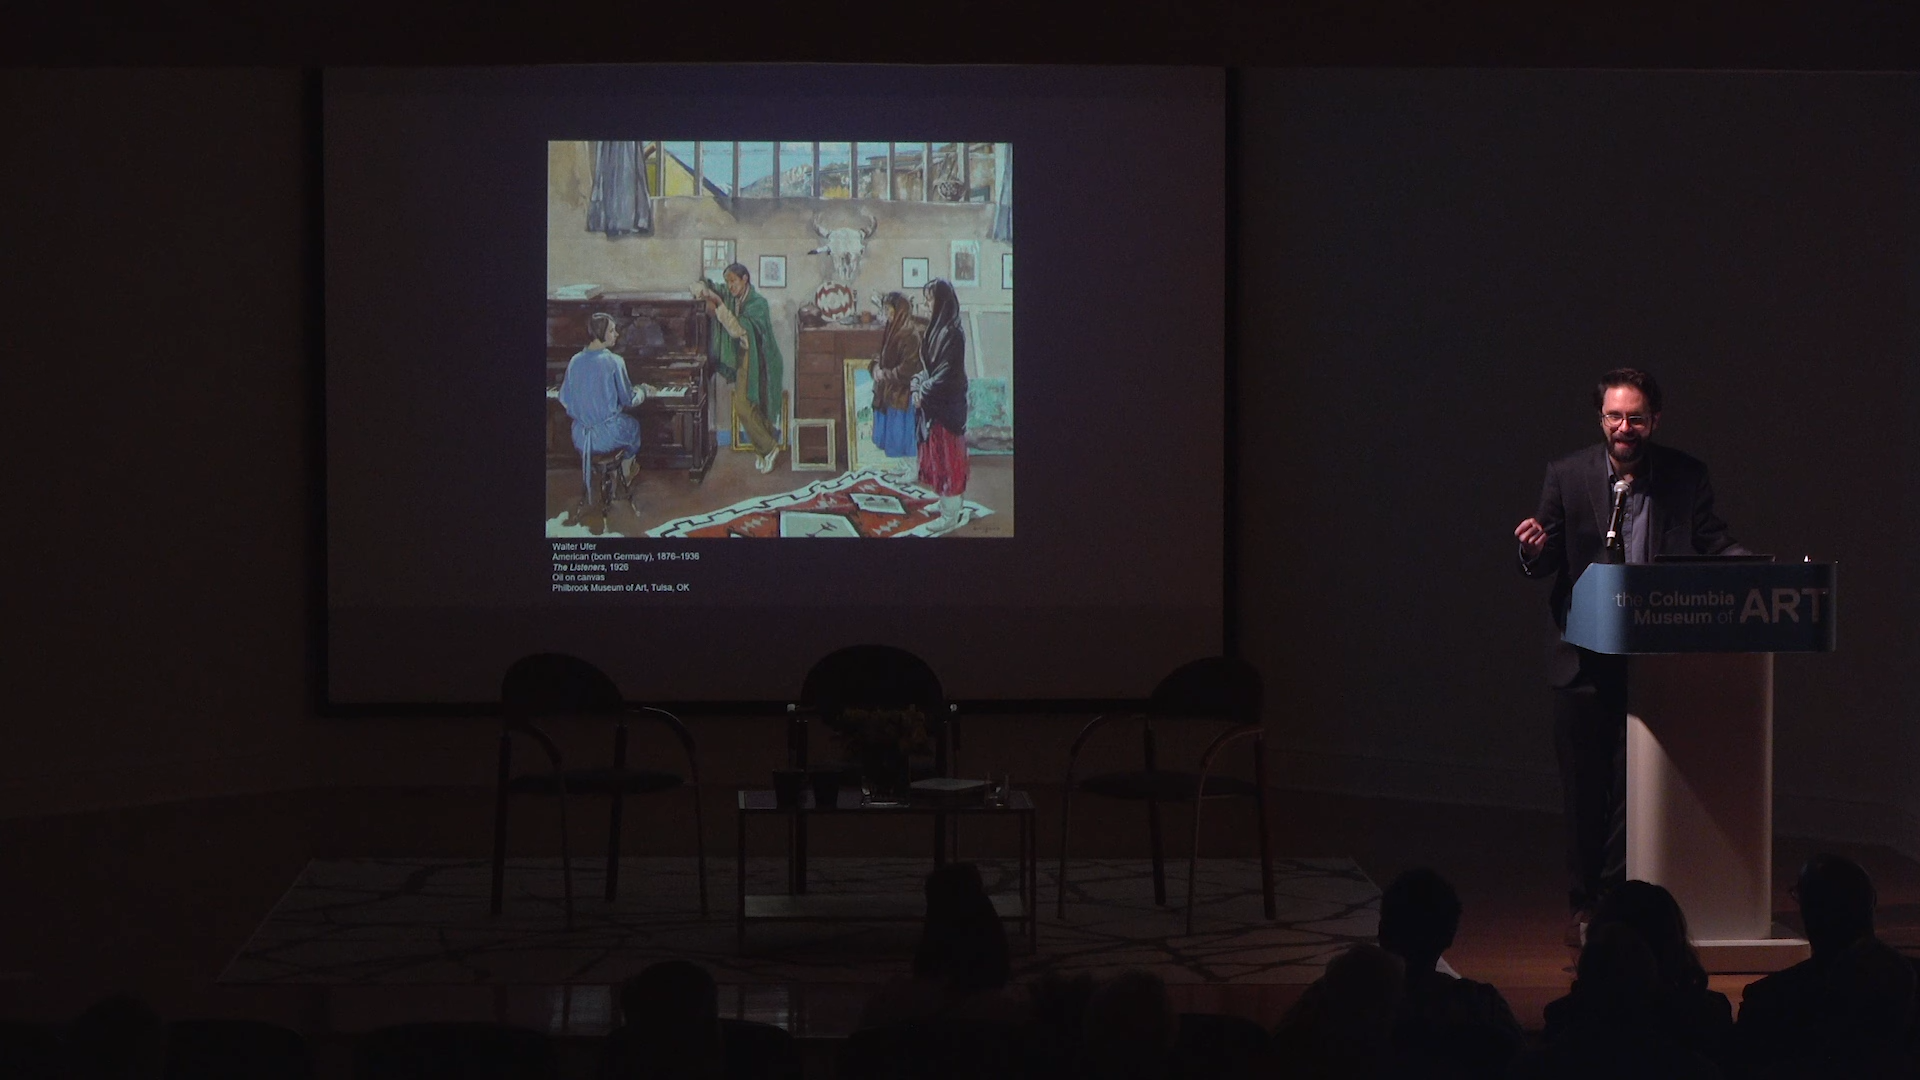 Walter Ufer
American (born Germany), 1876–1936
The Listeners, 1926
Oil on canvas
Philbrook Museum of Art, Tulsa, OK
the Columbia
Museum of ART